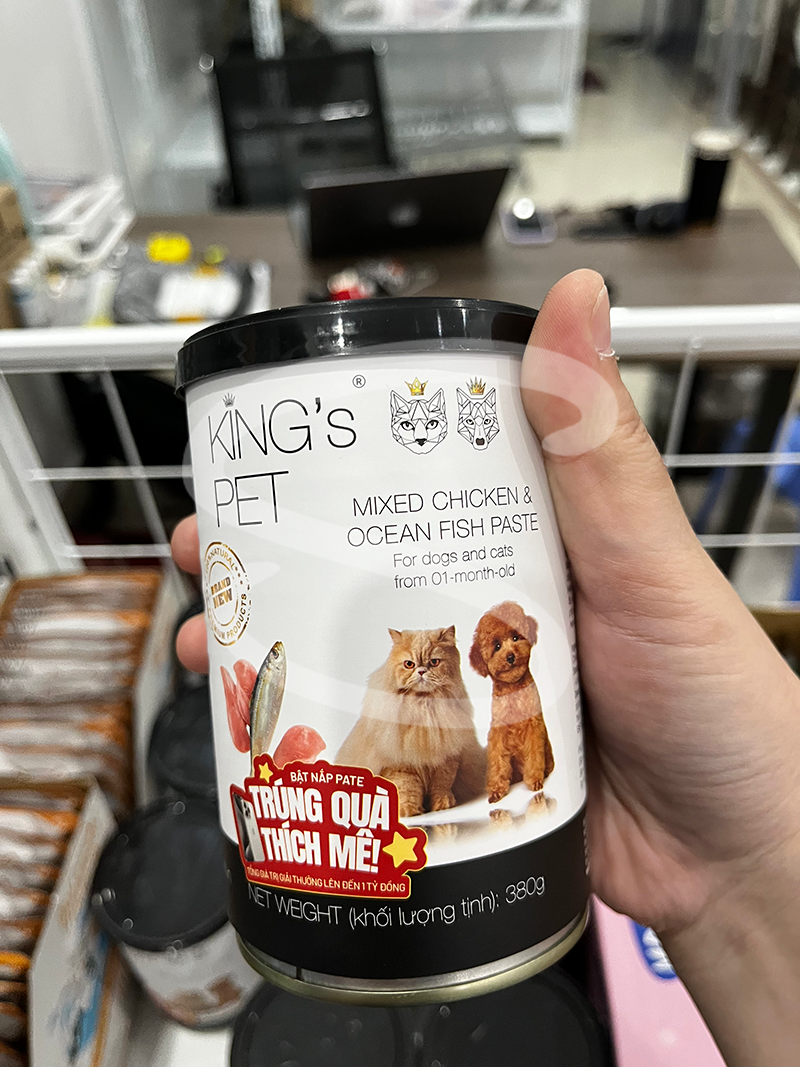 KING's ®
PET
MIXED CHICKEN &
OCEAN FISH PASTE
For dogs and cats
from 01-month-old
NATURAL
BRAND
NEW
PRODUCTS
BẬT NẮP PATE
TRÚNG QUÀ
THÍCH MÊ!
TỔNG GIÁ TRỊ GIẢI THƯỞNG LÊN ĐẾN 1 TỶ ĐỒNG
NET WEIGHT (khối lượng tịnh): 380g